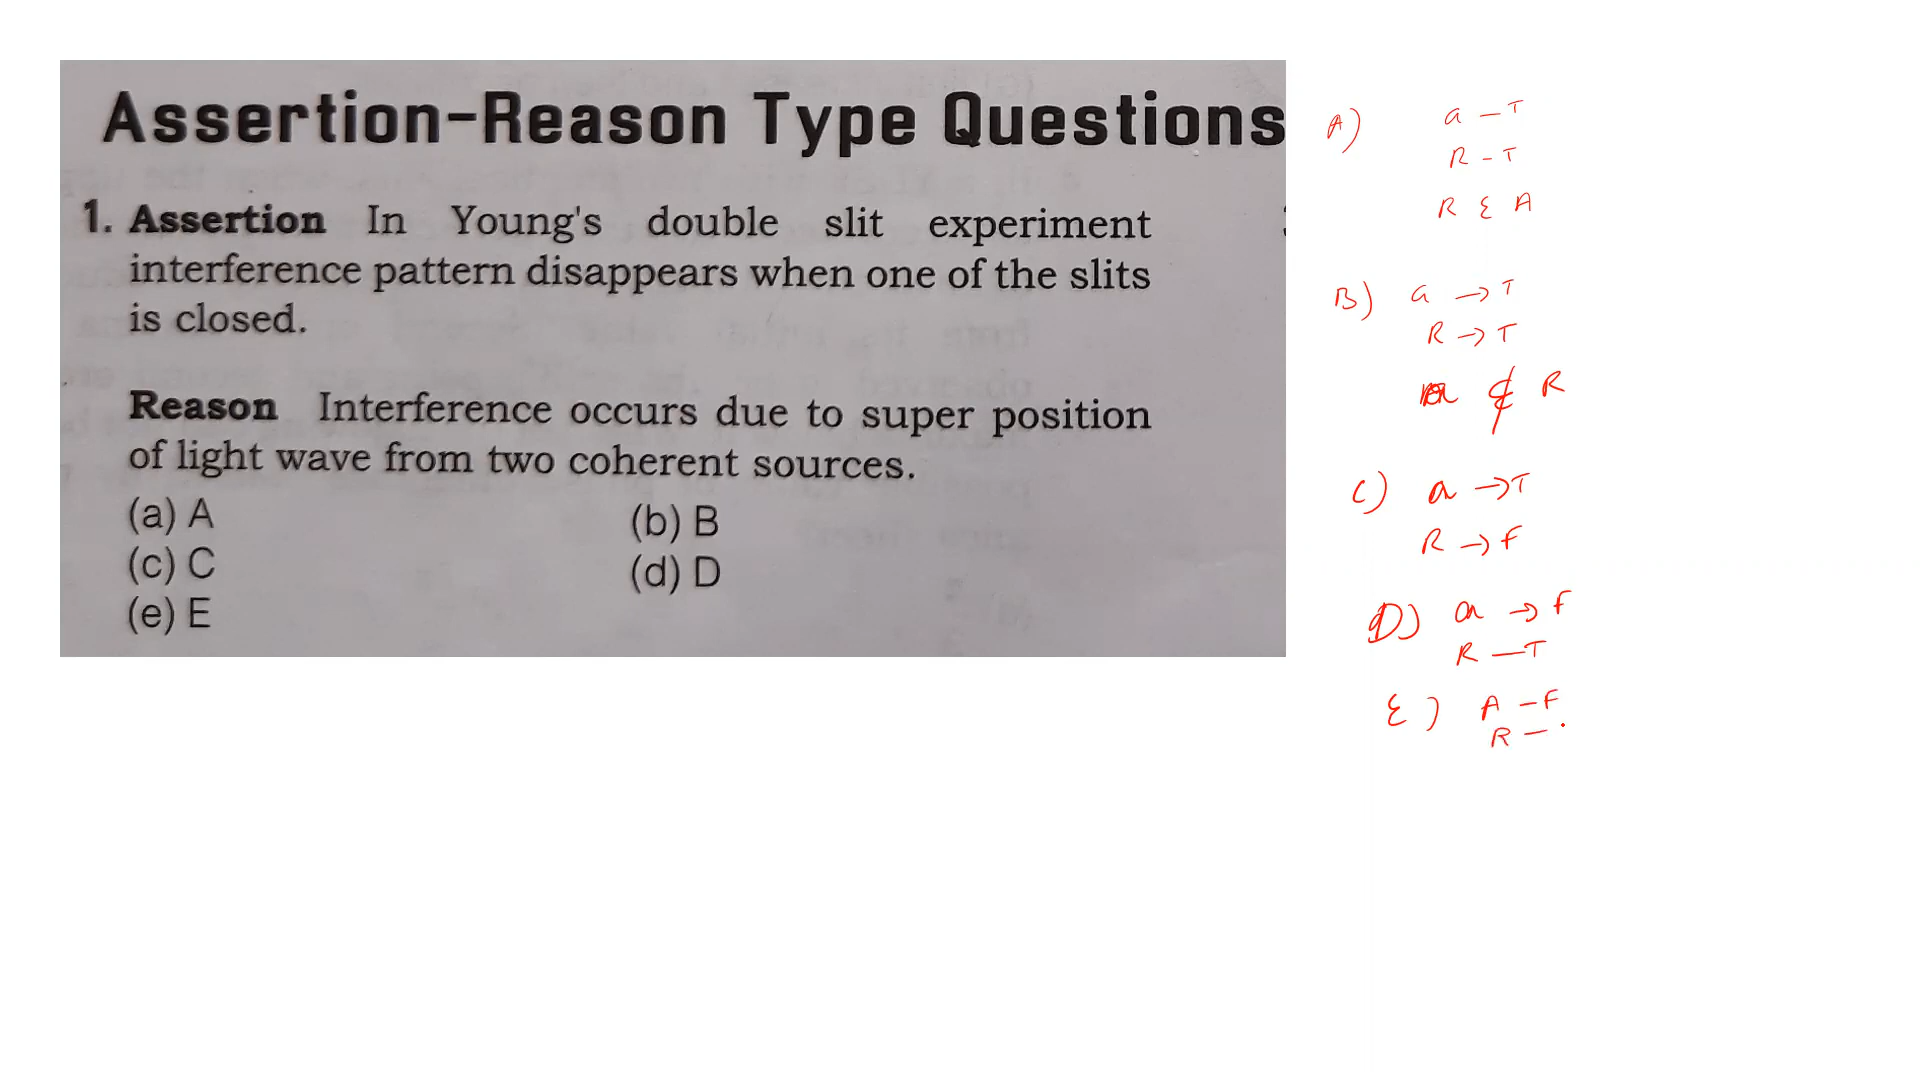 Assertion-Reason Type Questions
1. Assertion In Young's double slit experiment
interference pattern disappears when one of the slits
is closed.
Reason Interference occurs due to super position
of light wave from two coherent sources.
(a) A (b) B
(c) C (d) D
(e) E
A) a - T
R - T
R & A
B) a → T
R → T
R
C) a → T
R → F
D) a → F
R - T
E) A - F
R -